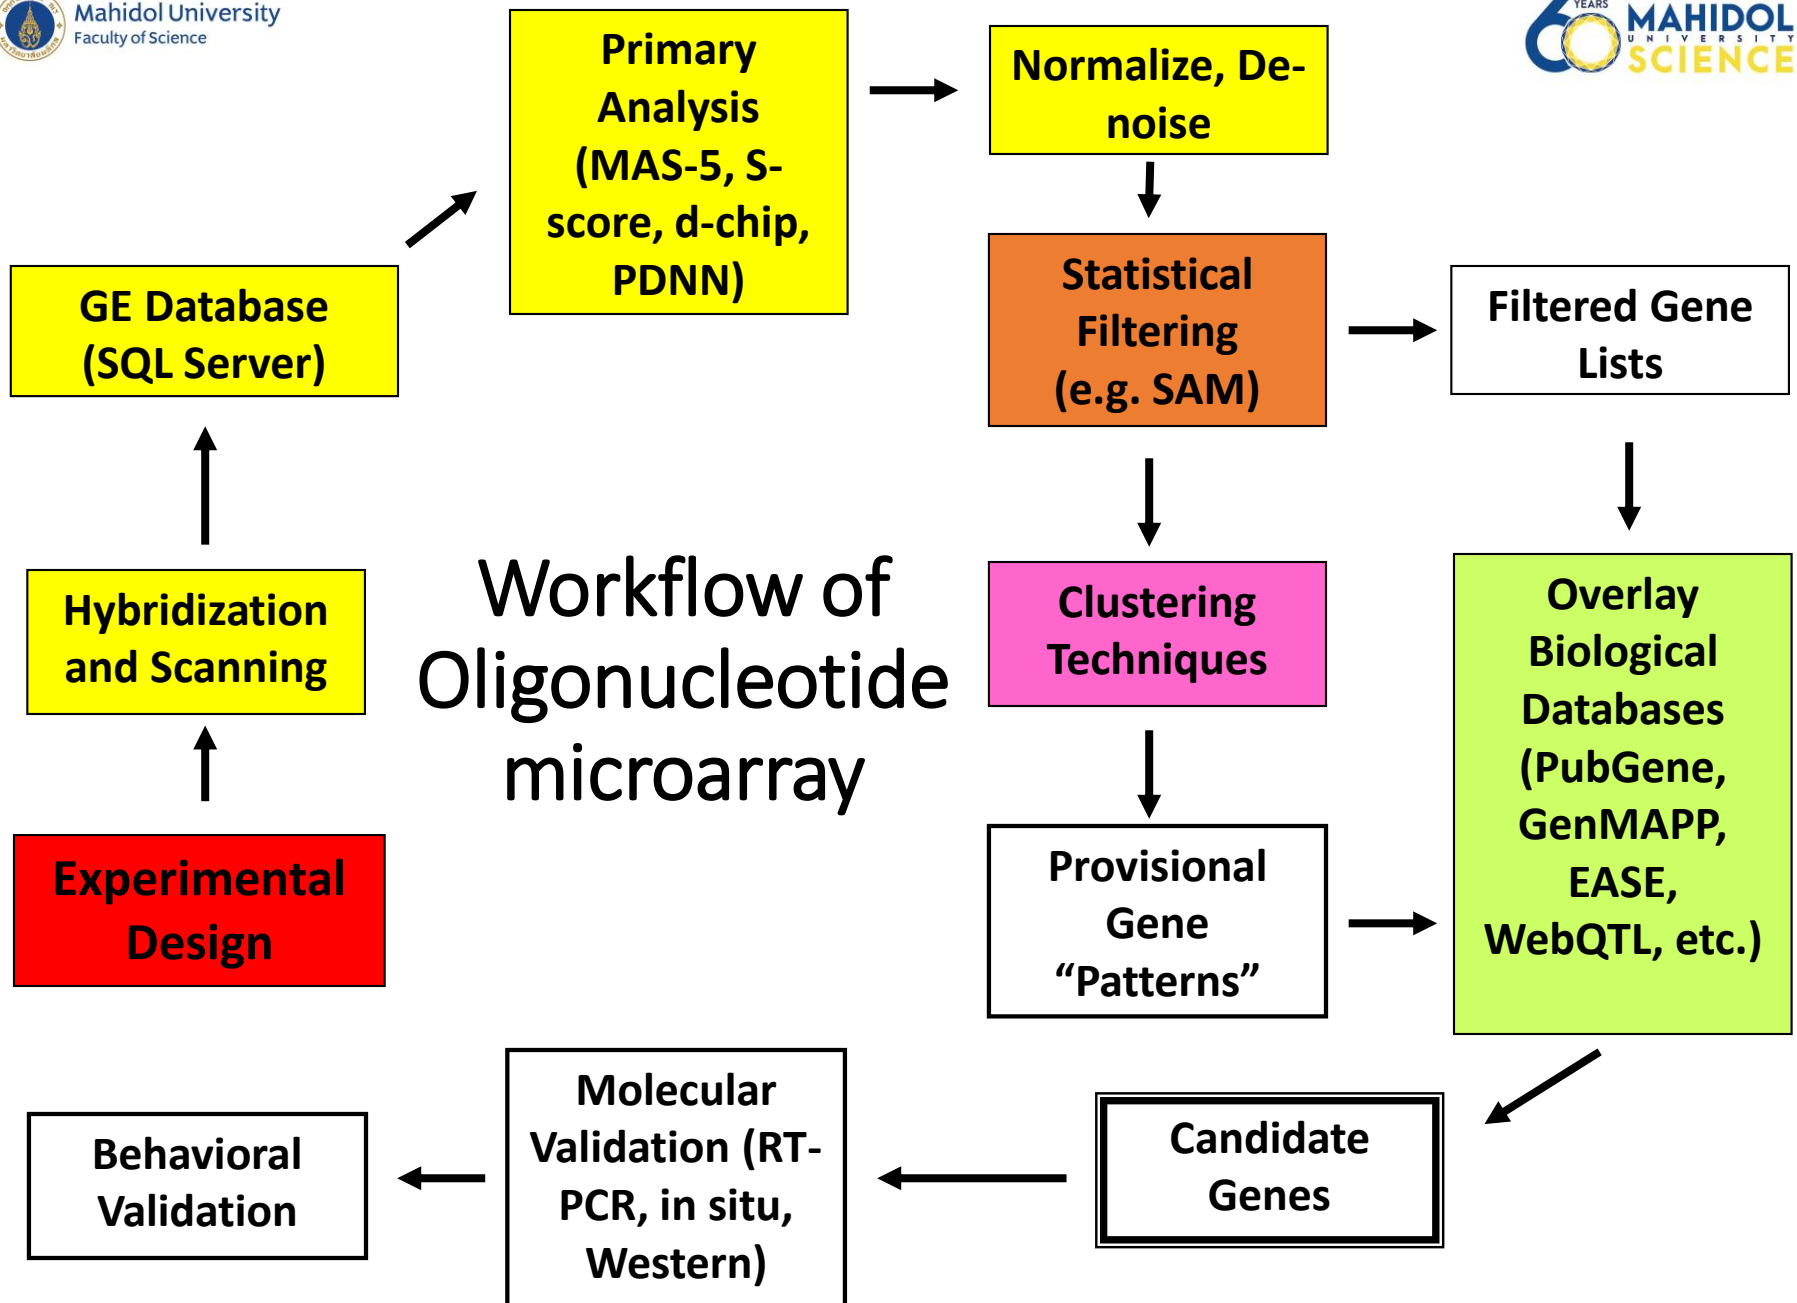 Mahidol University
Faculty of Science
YEARS
60
MAHIDOL
UNIVERSITY
SCIENCE
Primary
Analysis
(MAS-5, S-
score, d-chip,
PDNN)
Normalize, De-
noise
GE Database
(SQL Server)
Statistical
Filtering
(e.g. SAM)
Filtered Gene
Lists
Hybridization
and Scanning
Workflow of
Oligonucleotide
microarray
Clustering
Techniques
Overlay
Biological
Databases
(PubGene,
GenMAPP,
EASE,
WebQTL, etc.)
Experimental
Design
Provisional
Gene
“Patterns”
Behavioral
Validation
Molecular
Validation (RT-
PCR, in situ,
Western)
Candidate
Genes